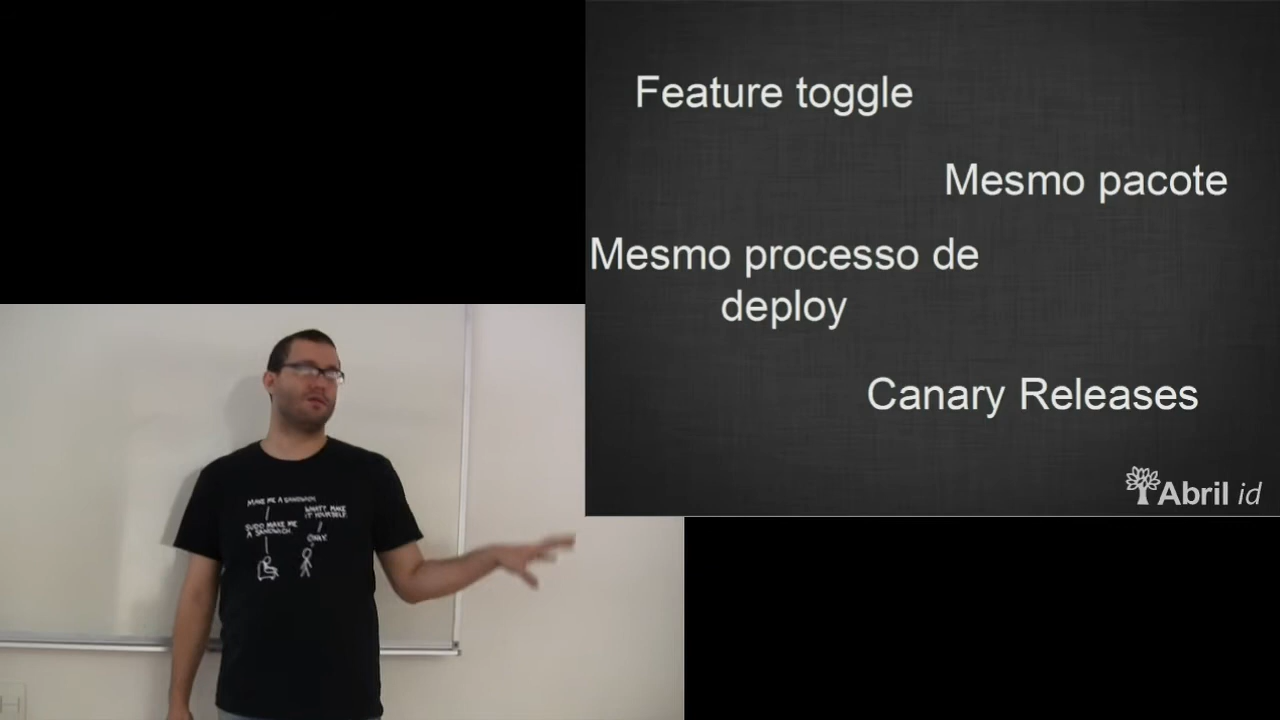 Feature toggle
Mesmo pacote
Mesmo processo de
deploy
Canary Releases
Abril id
MAKE ME A SANDWICH.
WHAT? MAKE
IT YOURSELF.
SUDO MAKE ME
A SANDWICH.
OKAY.